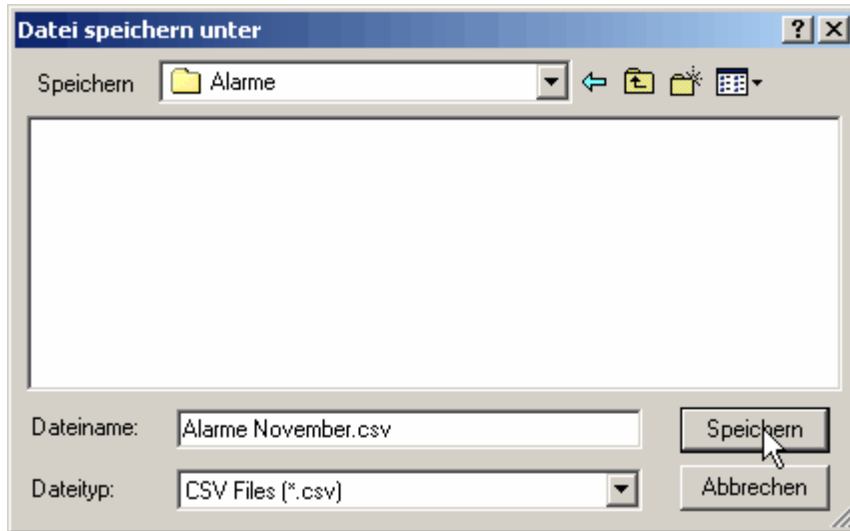 Datei speichern unter
Speichern Alarme
Dateiname: Alarme November.csv Speichern
Dateityp: CSV Files (*.csv) Abbrechen